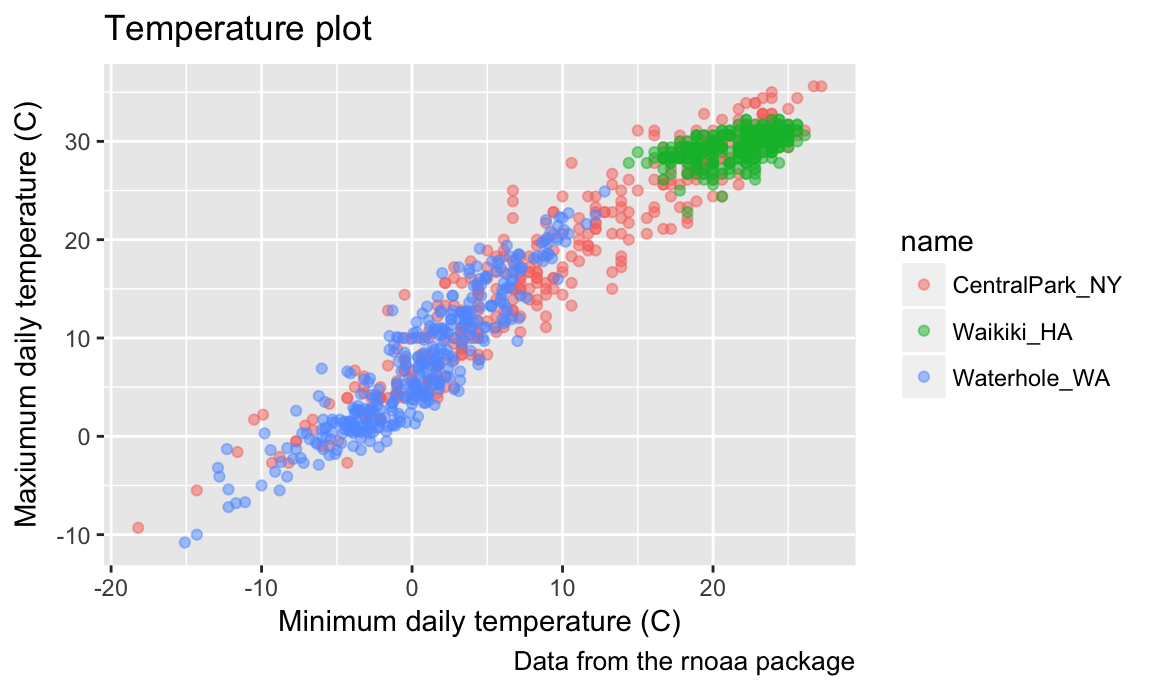 Temperature plot
Maxiumum daily temperature (C)
30
20
10
0
-10
-20
-10
0
10
20
Minimum daily temperature (C)
Data from the rnoaa package
name
CentralPark_NY
Waikiki_HA
Waterhole_WA